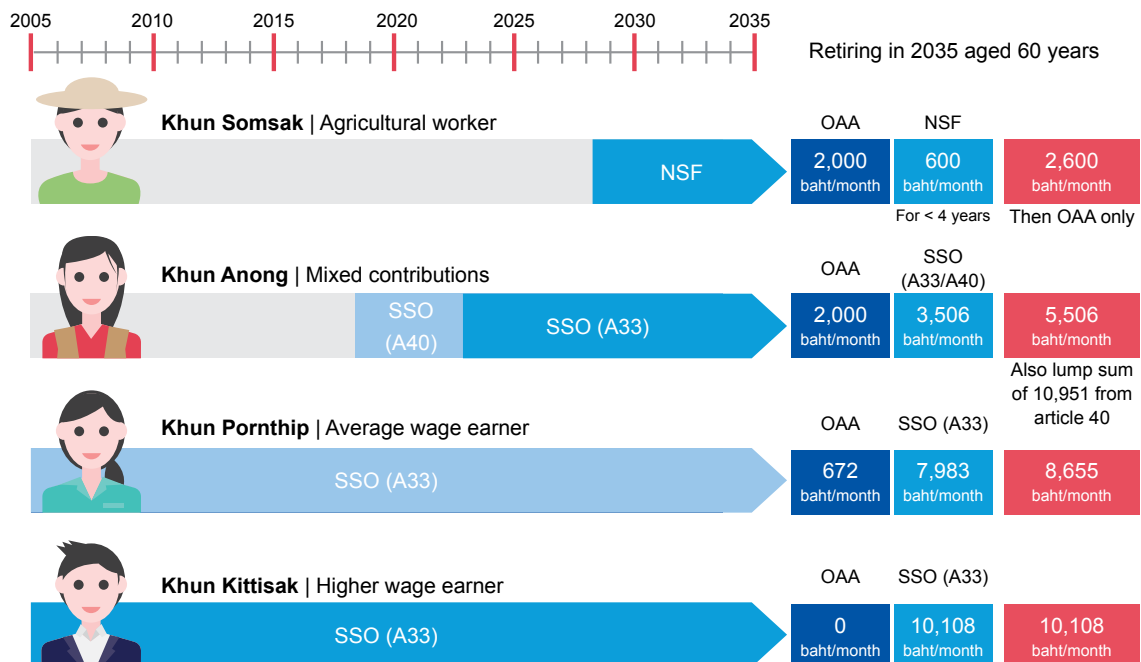 2005 2010 2015 2020 2025 2030 2035
Retiring in 2035 aged 60 years
Khun Somsak | Agricultural worker
OAA NSF
NSF
2,000 600 2,600
baht/month baht/month baht/month
For < 4 years Then OAA only
Khun Anong | Mixed contributions
OAA SSO
(A33/A40)
SSO
(A40)
SSO (A33)
2,000 3,506 5,506
baht/month baht/month baht/month
Also lump sum
of 10,951 from
article 40
Khun Pornthip | Average wage earner
OAA SSO (A33)
SSO (A33)
672 7,983 8,655
baht/month baht/month baht/month
Khun Kittisak | Higher wage earner
OAA SSO (A33)
SSO (A33)
0 10,108 10,108
baht/month baht/month baht/month